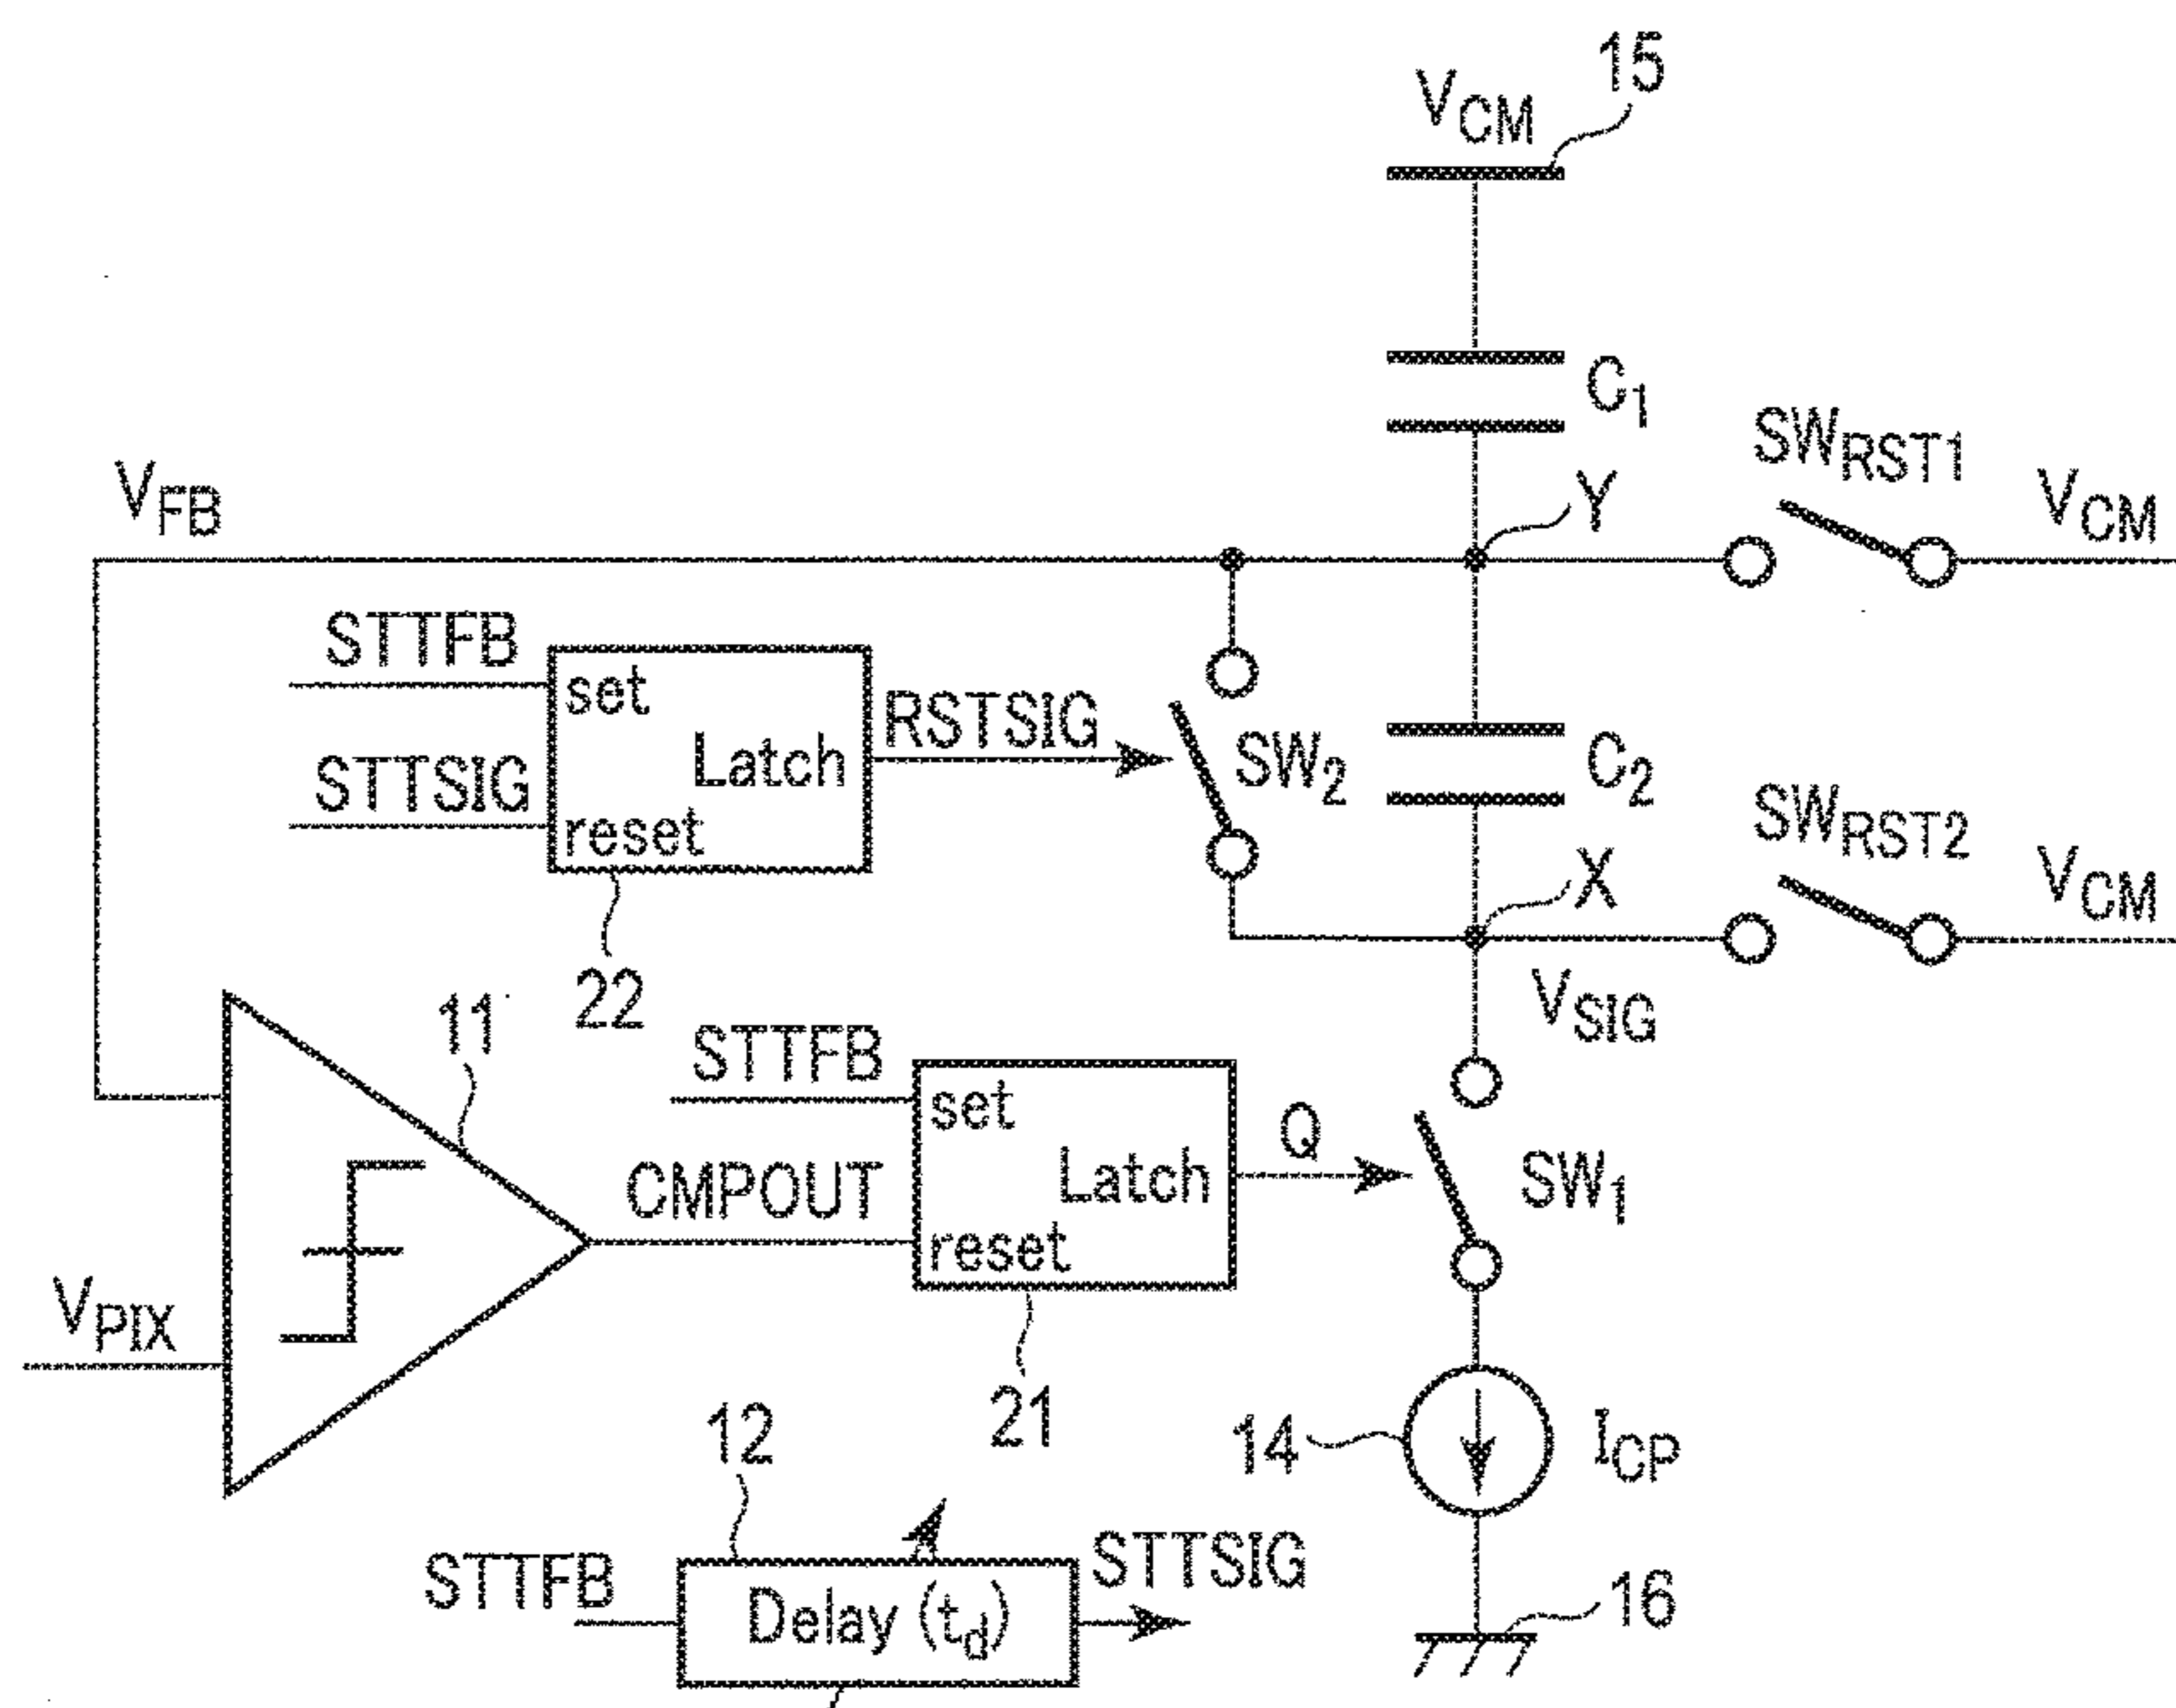 15
VCM
C1
SWRST1
VFB
Y
VCM
STTFB
set
RSTSIG
Latch
SW2
C2
STTSIG
reset
SWRST2
X
VCM
22
11
VSIG
STTFB
set
Q
CMPOUT
Latch
SW1
reset
VPIX
21
12
14
ICP
STTFB
Delay (td)
STTSIG
16